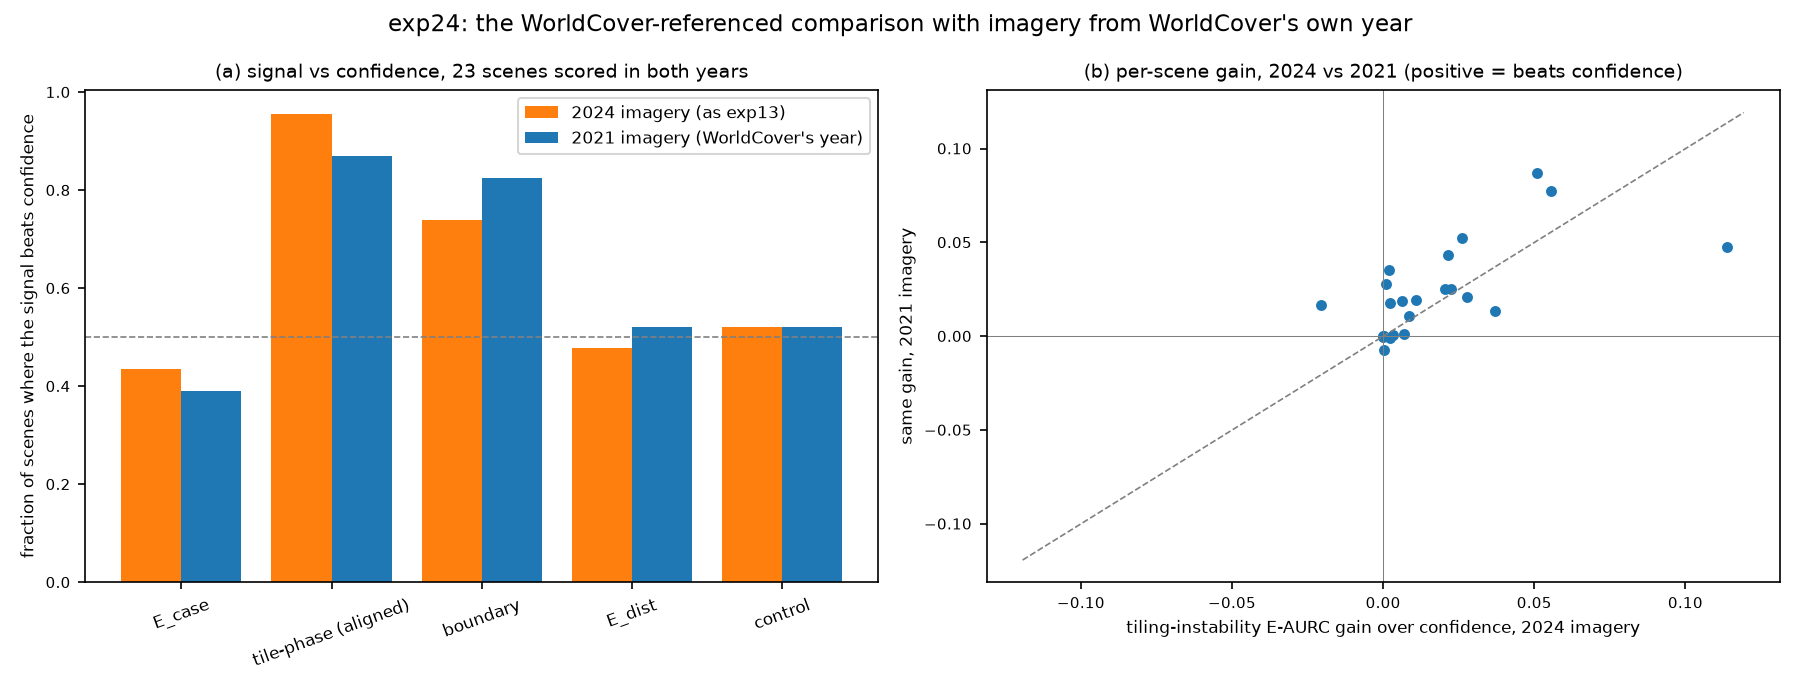 exp24: the WorldCover-referenced comparison with imagery from WorldCover's own year
(a) signal vs confidence, 23 scenes scored in both years
fraction of scenes where the signal beats confidence
1.0
0.8
0.6
0.4
0.2
0.0
2024 imagery (as exp13)
2021 imagery (WorldCover's year)
E_case
tile-phase (aligned)
boundary
E_dist
control
(b) per-scene gain, 2024 vs 2021 (positive = beats confidence)
same gain, 2021 imagery
0.10
0.05
0.00
−0.05
−0.10
−0.10
−0.05
0.00
0.05
0.10
tiling-instability E-AURC gain over confidence, 2024 imagery